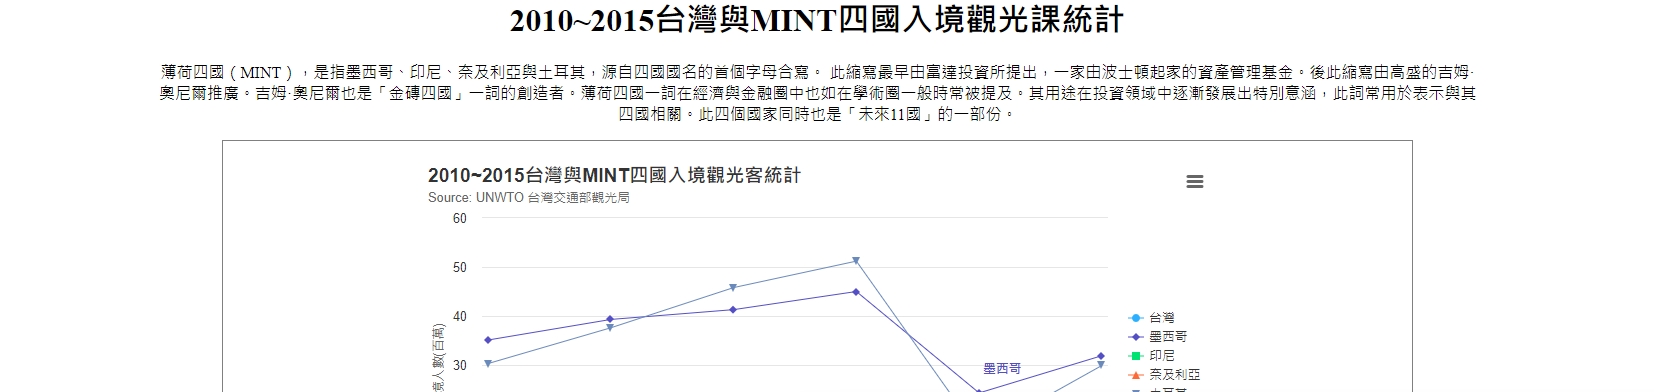 2010~2015台灣與MINT四國入境觀光課統計
薄荷四國（MINT），是指墨西哥、印尼、奈及利亞與土耳其，源自四國國名的首個字母合寫。 此縮寫最早由富達投資所提出，一家由波士頓起家的資產管理基金。後此縮寫由高盛的吉姆·
奧尼爾推廣。吉姆·奧尼爾也是「金磚四國」一詞的創造者。薄荷四國一詞在經濟與金融圈中也如在學術圈一般時常被提及。其用途在投資領域中逐漸發展出特別意涵，此詞常用於表示與其
四國相關。此四個國家同時也是「未來11國」的一部份。
2010~2015台灣與MINT四國入境觀光客統計
Source: UNWTO 台灣交通部觀光局
60
50
40
30
境人數(百萬)
墨西哥
台灣
墨西哥
印尼
奈及利亞